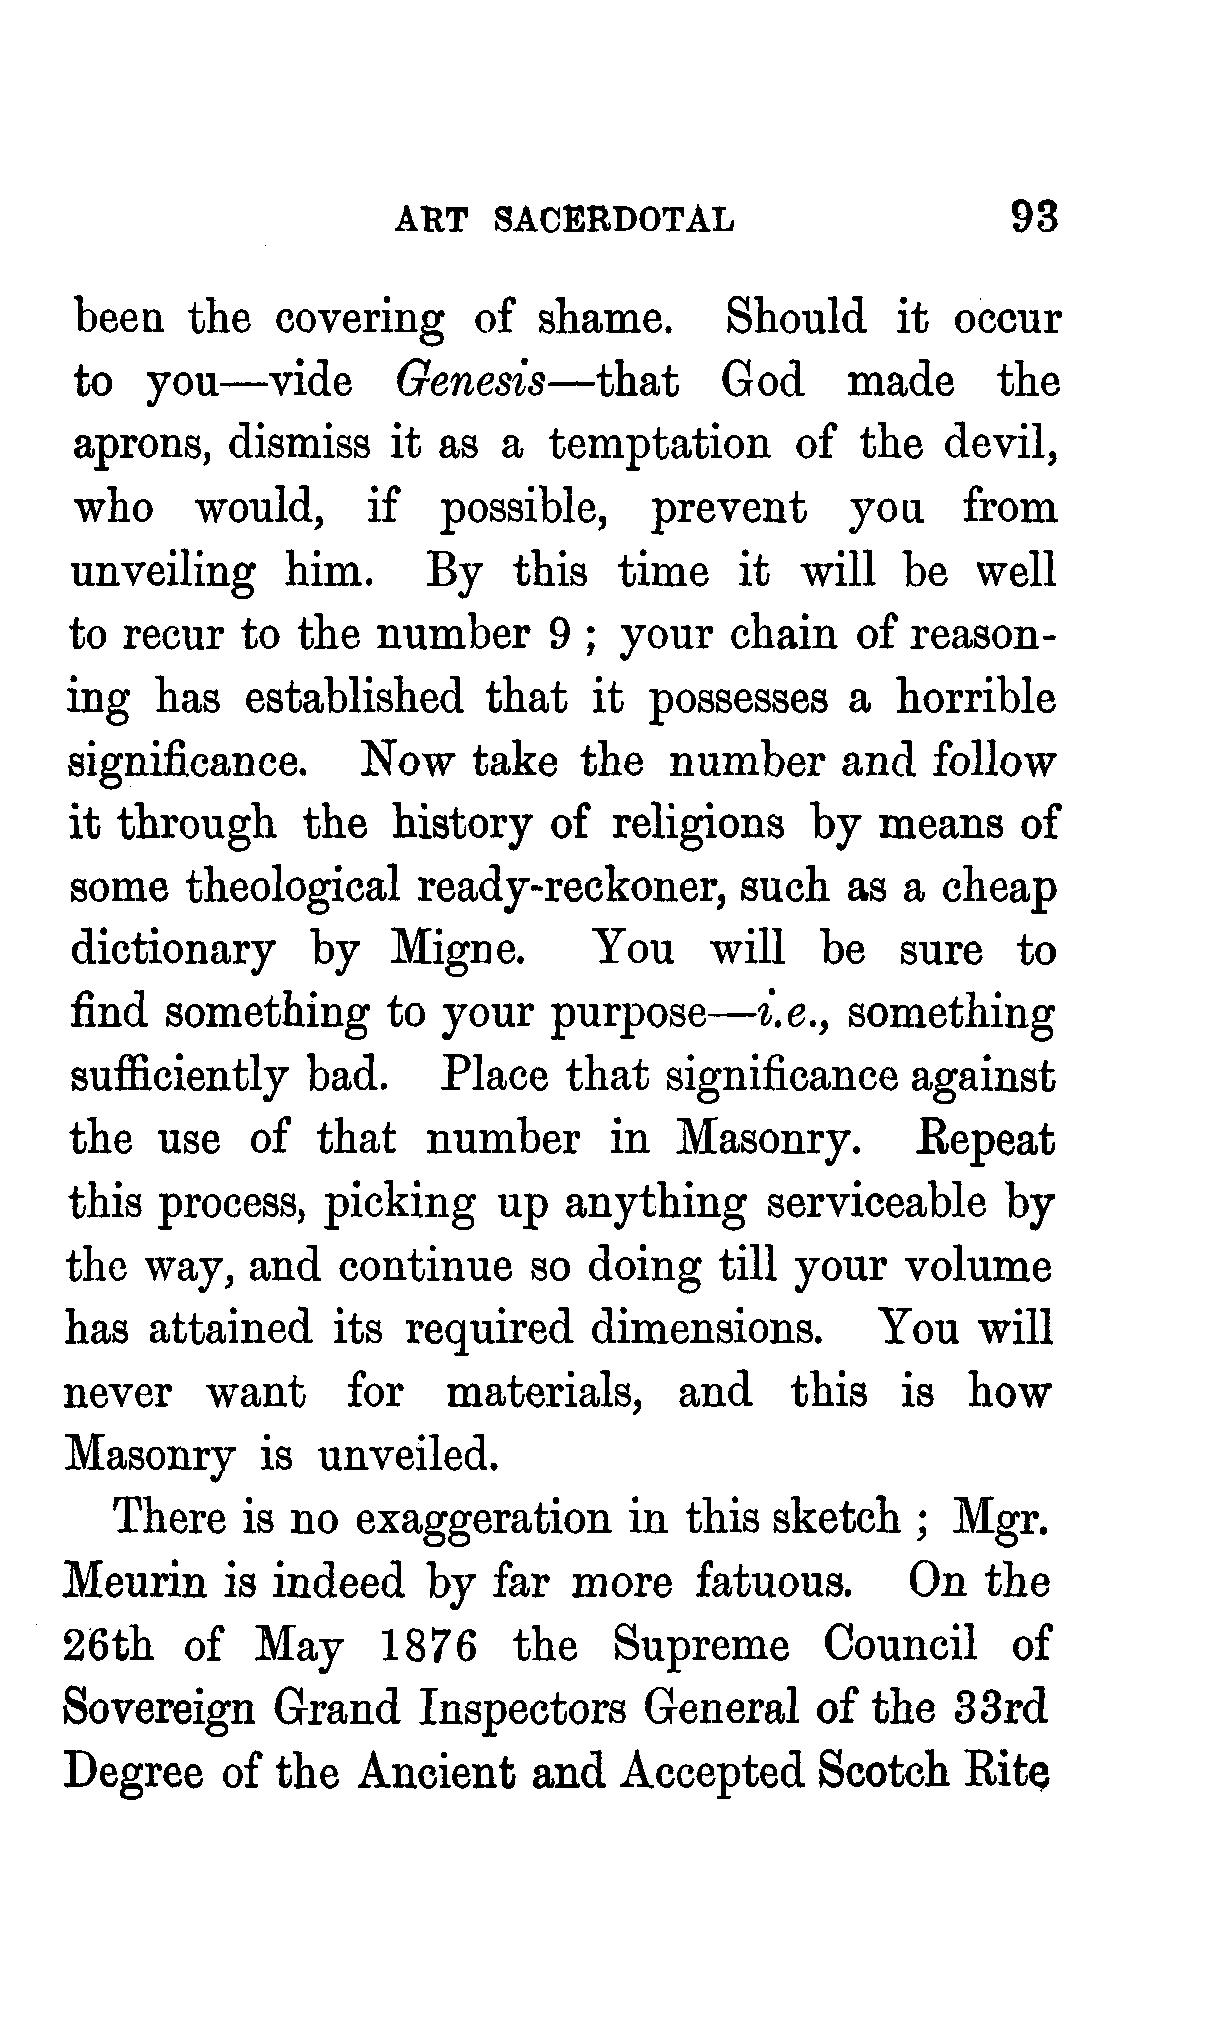 ART SACERDOTAL 93
been the covering of shame. Should it occur
to you—vide Genesis—that God made the
aprons, dismiss it as a temptation of the devil,
who would, if possible, prevent you from
unveiling him. By this time it will be well
to recur to the number 9 ; your chain of reason-
ing has established that it possesses a horrible
significance. Now take the number and follow
it through the history of religions by means of
some theological ready-reckoner, such as a cheap
dictionary by Migne. You will be sure to
find something to your purpose—i.e., something
sufficiently bad. Place that significance against
the use of that number in Masonry. Repeat
this process, picking up anything serviceable by
the way, and continue so doing till your volume
has attained its required dimensions. You will
never want for materials, and this is how
Masonry is unveiled.
There is no exaggeration in this sketch ; Mgr.
Meurin is indeed by far more fatuous. On the
26th of May 1876 the Supreme Council of
Sovereign Grand Inspectors General of the 33rd
Degree of the Ancient and Accepted Scotch Rite